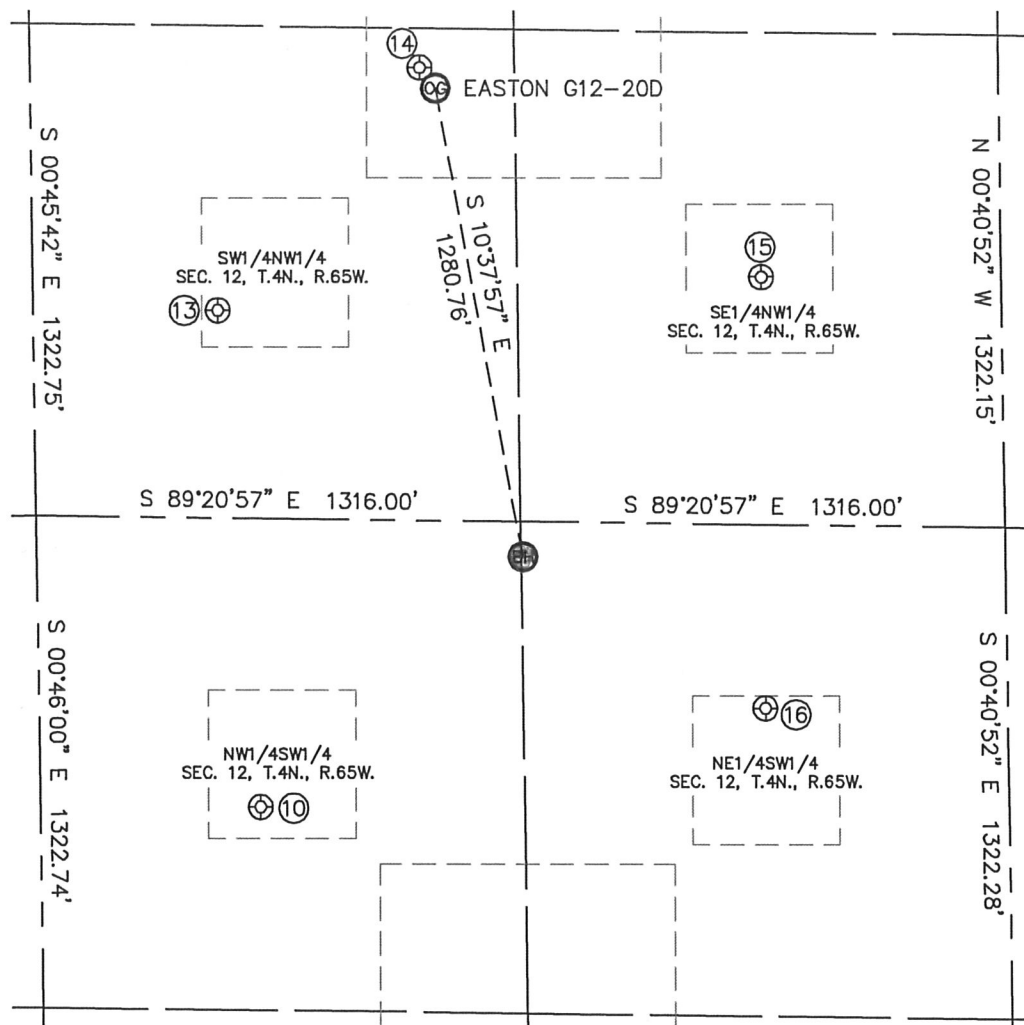 14
OG EASTON G12-20D
S 00°45'42" E 1322.75'
N 00°40'52" W 1322.15'
S 10°37'57" E
1280.76'
SW1/4NW1/4
SEC. 12, T.4N., R.65W.
13
15
SE1/4NW1/4
SEC. 12, T.4N., R.65W.
S 89°20'57" E 1316.00'
S 89°20'57" E 1316.00'
BH
S 00°46'00" E 1322.74'
S 00°40'52" E 1322.28'
NW1/4SW1/4
SEC. 12, T.4N., R.65W.
10
16
NE1/4SW1/4
SEC. 12, T.4N., R.65W.